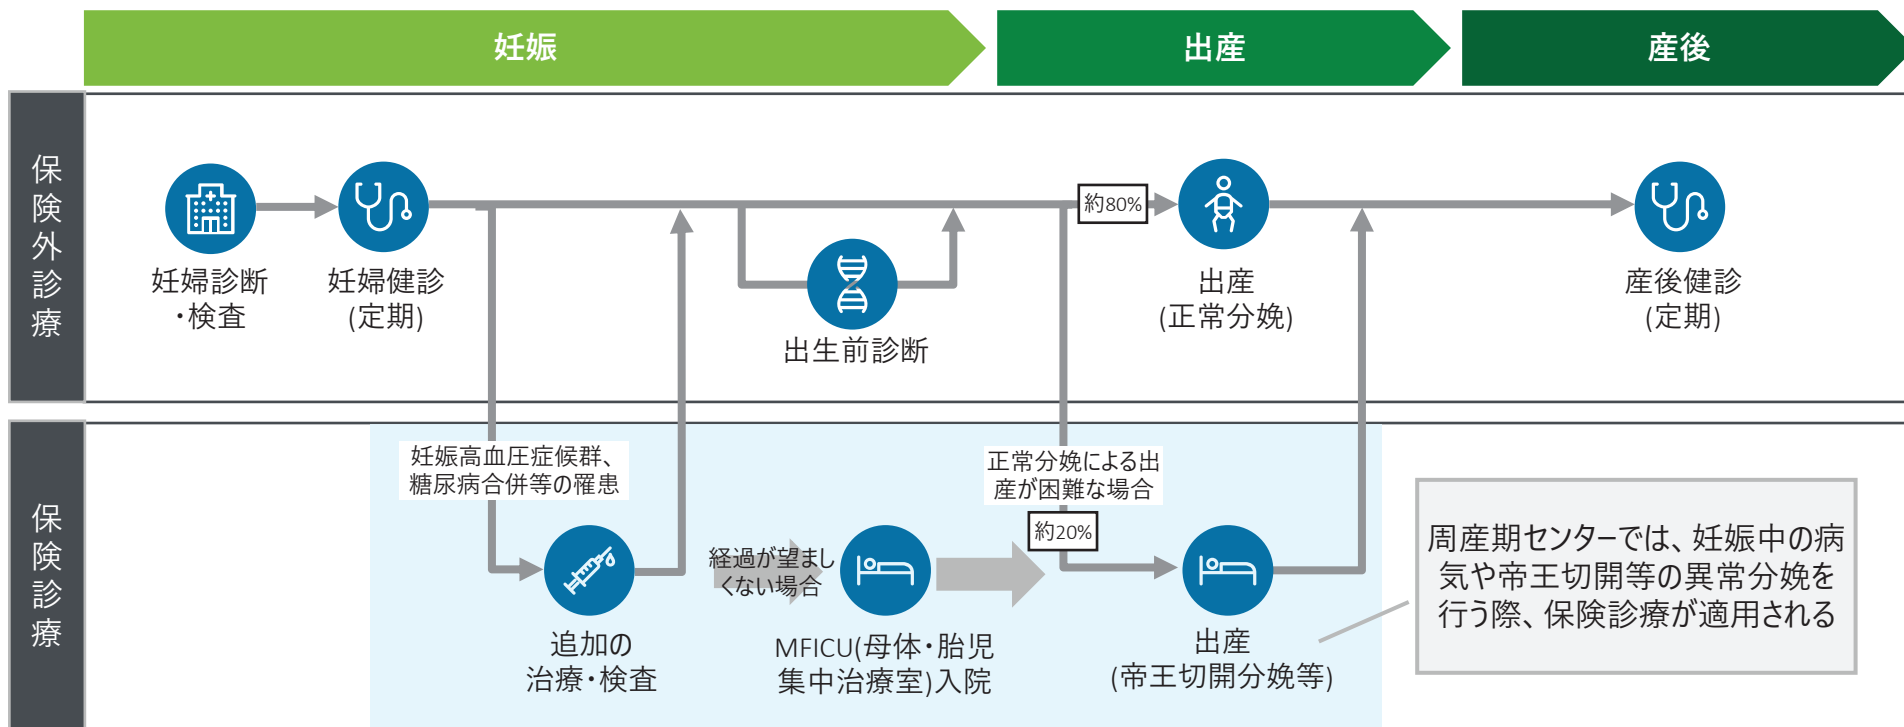 妊娠
出産
産後
保険外診療
妊婦診断
・検査
妊婦健診
(定期)
出生前診断
約80%
出産
(正常分娩)
産後健診
(定期)
保険診療
妊娠高血圧症候群、
糖尿病合併等の罹患
追加の
治療・検査
経過が望まし
くない場合
MFICU(母体・胎児
集中治療室)入院
正常分娩による出
産が困難な場合
約20%
出産
(帝王切開分娩等)
周産期センターでは、妊娠中の病
気や帝王切開等の異常分娩を
行う際、保険診療が適用される